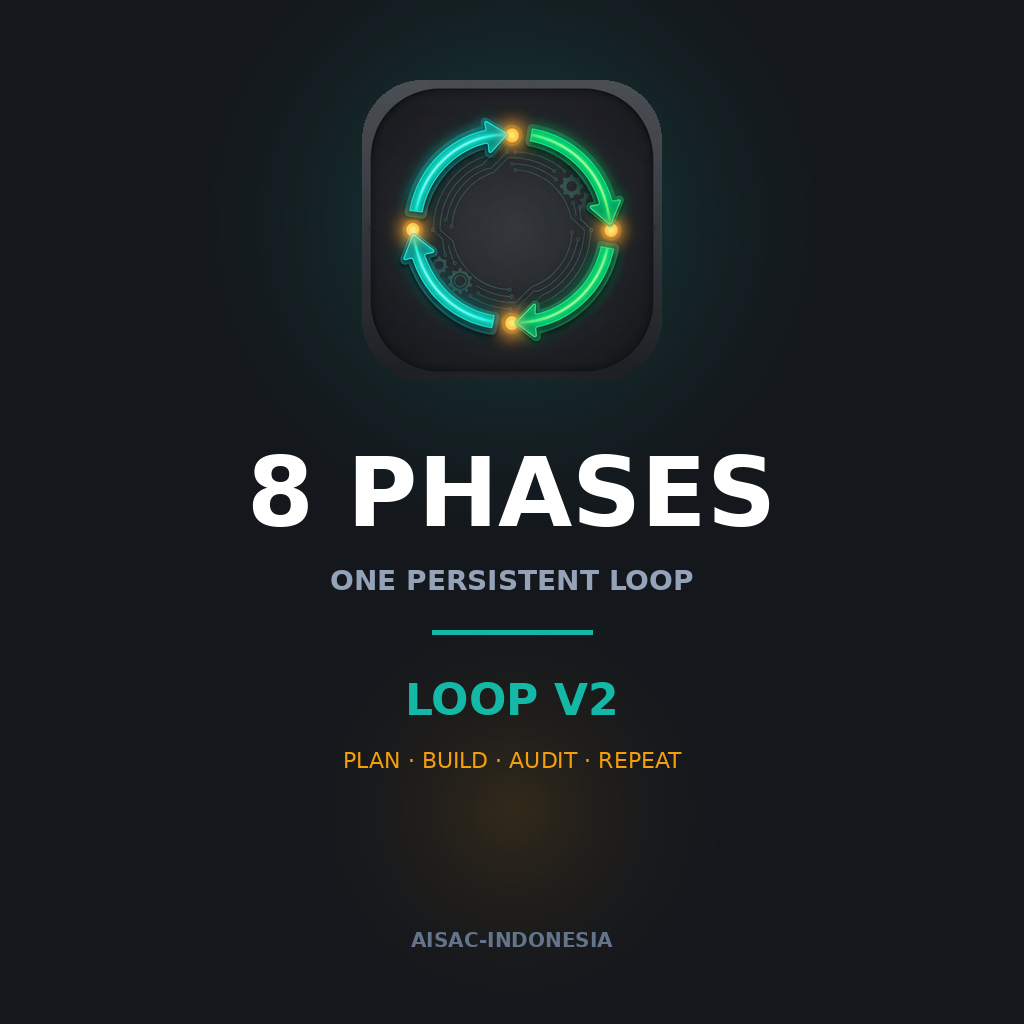 8 PHASES
ONE PERSISTENT LOOP
LOOP V2
PLAN · BUILD · AUDIT · REPEAT
AISAC-INDONESIA